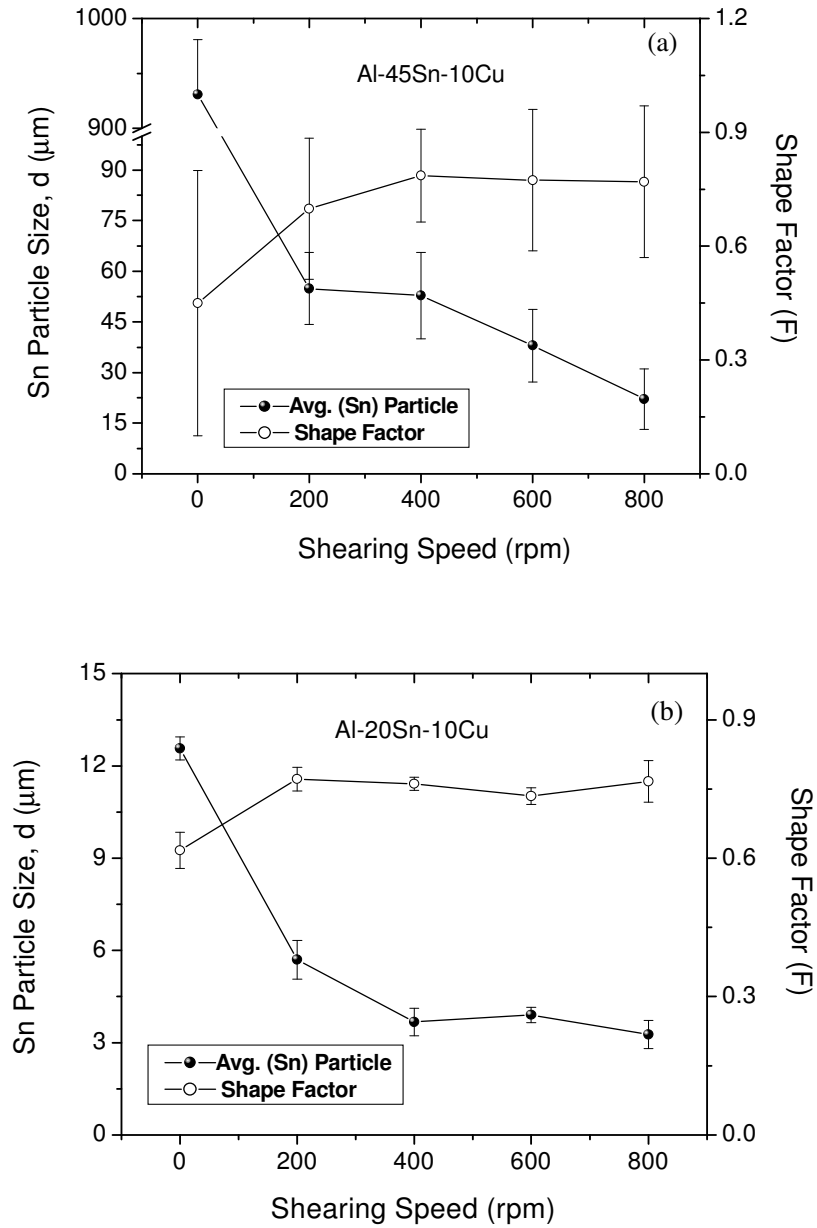 (a)
Al-45Sn-10Cu
Sn Particle Size, d (μm)
1000
900
90
75
60
45
30
15
0
Shape Factor (F)
1.2
0.9
0.6
0.3
0.0
Avg. (Sn) Particle
Shape Factor
0 200 400 600 800
Shearing Speed (rpm)
(b)
Al-20Sn-10Cu
Sn Particle Size, d (μm)
15
12
9
6
3
0
Shape Factor (F)
0.9
0.6
0.3
0.0
Avg. (Sn) Particle
Shape Factor
0 200 400 600 800
Shearing Speed (rpm)